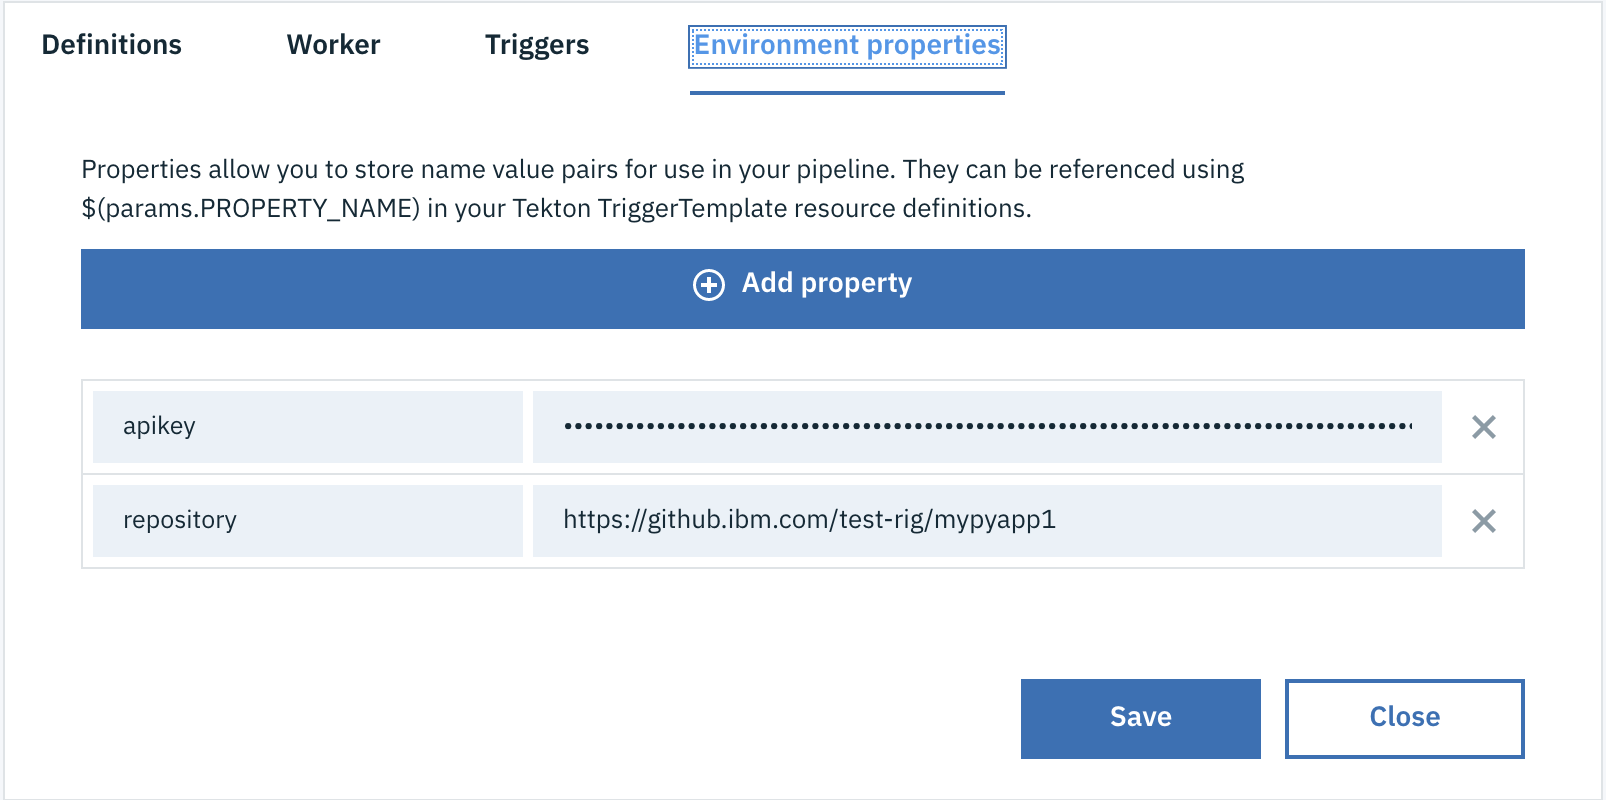 Definitions Worker Triggers Environment properties
Properties allow you to store name value pairs for use in your pipeline. They can be referenced using
$(params.PROPERTY_NAME) in your Tekton TriggerTemplate resource definitions.
Add property
apikey
repository https://github.ibm.com/test-rig/mypyapp1
Save Close